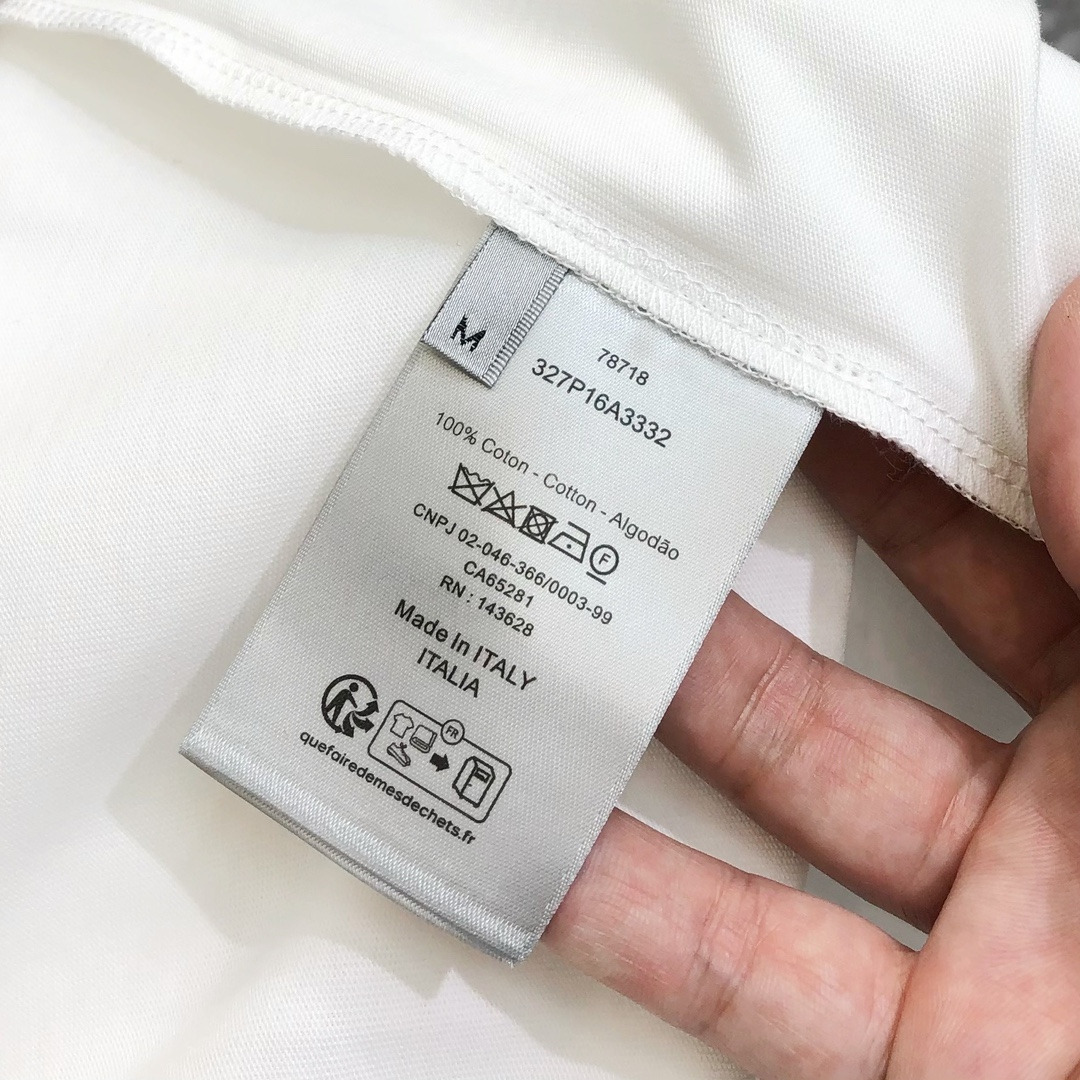 M
78718
327P16A3332
100% Coton - Cotton - Algodão
F
CNPJ 02-046-366/0003-99
CA65281
RN : 143628
Made In ITALY
ITALIA
FR
quefairedemesdechets.fr